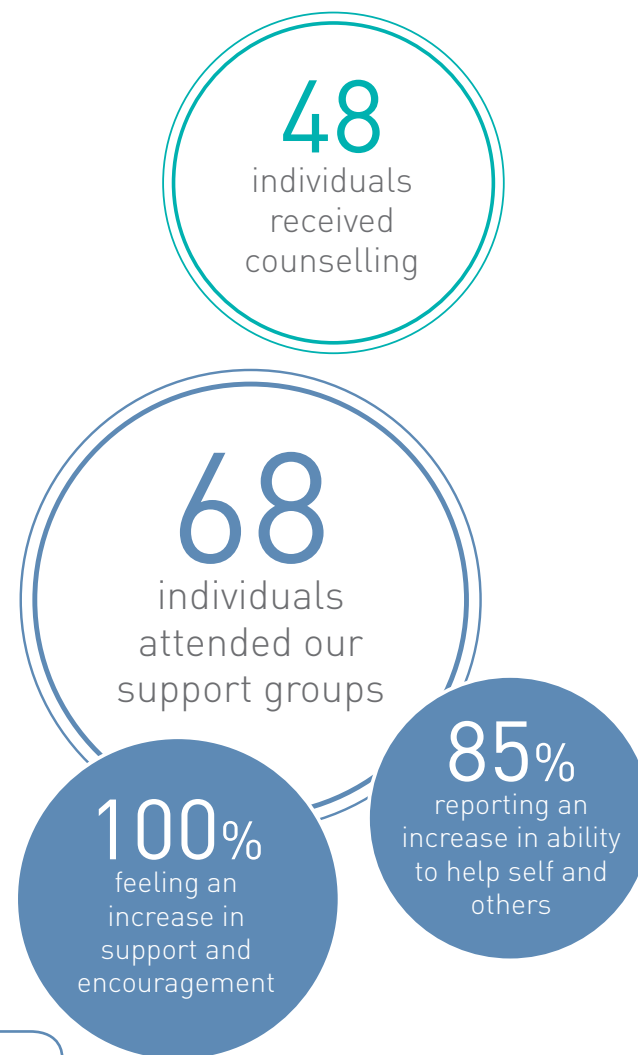 48
individuals
received
counselling
68
individuals
attended our
support groups
85%
reporting an
increase in ability
to help self and
others
100%
feeling an
increase in
support and
encouragement